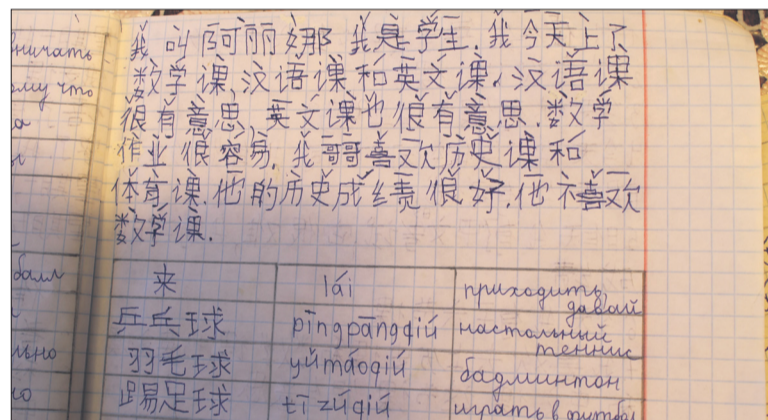 ничать
ому что
а
ы
балл
ьно
ю
我 叫 阿丽娜 我是学生. 我今天上了
数学课, 汉语课和英文课. 汉语课
很有意思, 英文课也很有意思. 数学
作业很容易. 我哥哥喜欢历史课和
体育课. 他的历史成绩很好. 他不喜欢
数学课.
来 lái приходить, давай
乒乓球 pīngpāngqiú настольный теннис
羽毛球 yǔmáoqiú бадминтон
踢足球 tī zúqiú играть в футбол